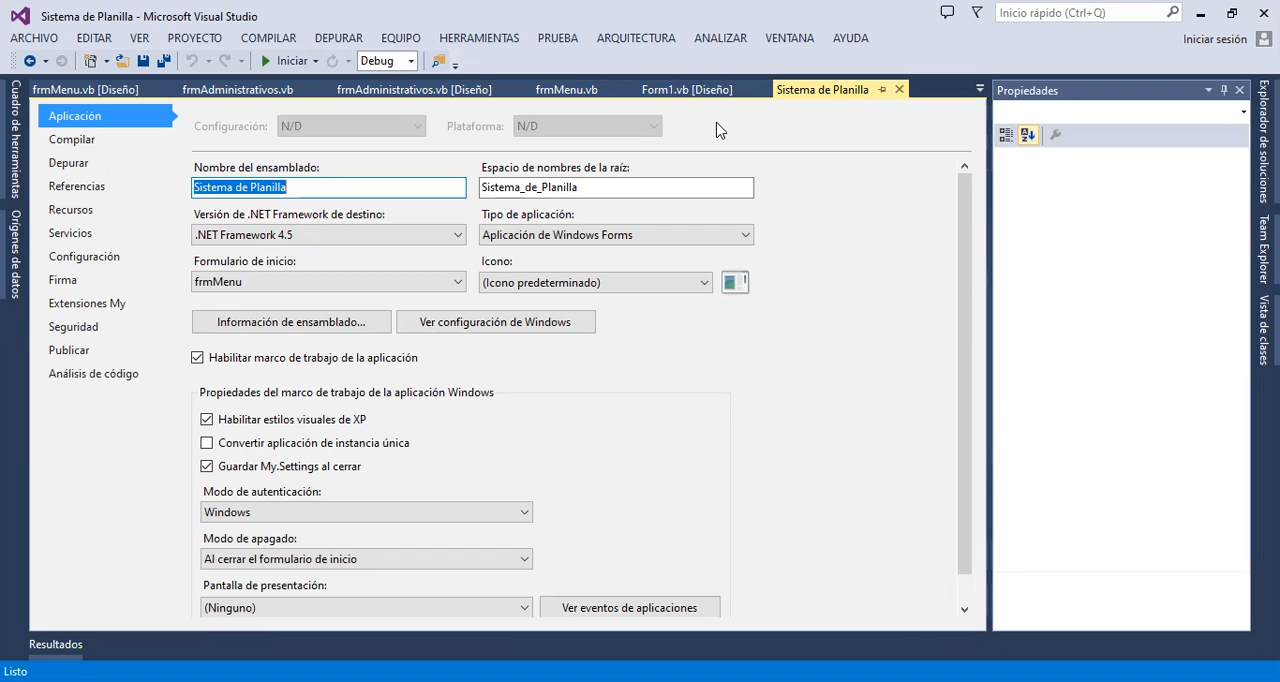 Sistema de Planilla - Microsoft Visual Studio
Inicio rápido (Ctrl+Q)
ARCHIVO EDITAR VER PROYECTO COMPILAR DEPURAR EQUIPO HERRAMIENTAS PRUEBA ARQUITECTURA ANALIZAR VENTANA AYUDA
Iniciar sesión
Iniciar
Debug
frmMenu.vb [Diseño] frmAdministrativos.vb frmAdministrativos.vb [Diseño] frmMenu.vb Form1.vb [Diseño] Sistema de Planilla
Propiedades
Cuadro de herramientas
Orígenes de datos
Aplicación
Compilar
Depurar
Referencias
Recursos
Servicios
Configuración
Firma
Extensiones My
Seguridad
Publicar
Análisis de código
Configuración: N/D Plataforma: N/D
Nombre del ensamblado: Espacio de nombres de la raíz:
Sistema de Planilla Sistema_de_Planilla
Versión de .NET Framework de destino: Tipo de aplicación:
.NET Framework 4.5 Aplicación de Windows Forms
Formulario de inicio: Icono:
frmMenu (Icono predeterminado)
Información de ensamblado... Ver configuración de Windows
Habilitar marco de trabajo de la aplicación
Propiedades del marco de trabajo de la aplicación Windows
Habilitar estilos visuales de XP
Convertir aplicación de instancia única
Guardar My.Settings al cerrar
Modo de autenticación:
Windows
Modo de apagado:
Al cerrar el formulario de inicio
Pantalla de presentación:
(Ninguno) Ver eventos de aplicaciones
Explorador de soluciones
Team Explorer
Vista de clases
Resultados
Listo